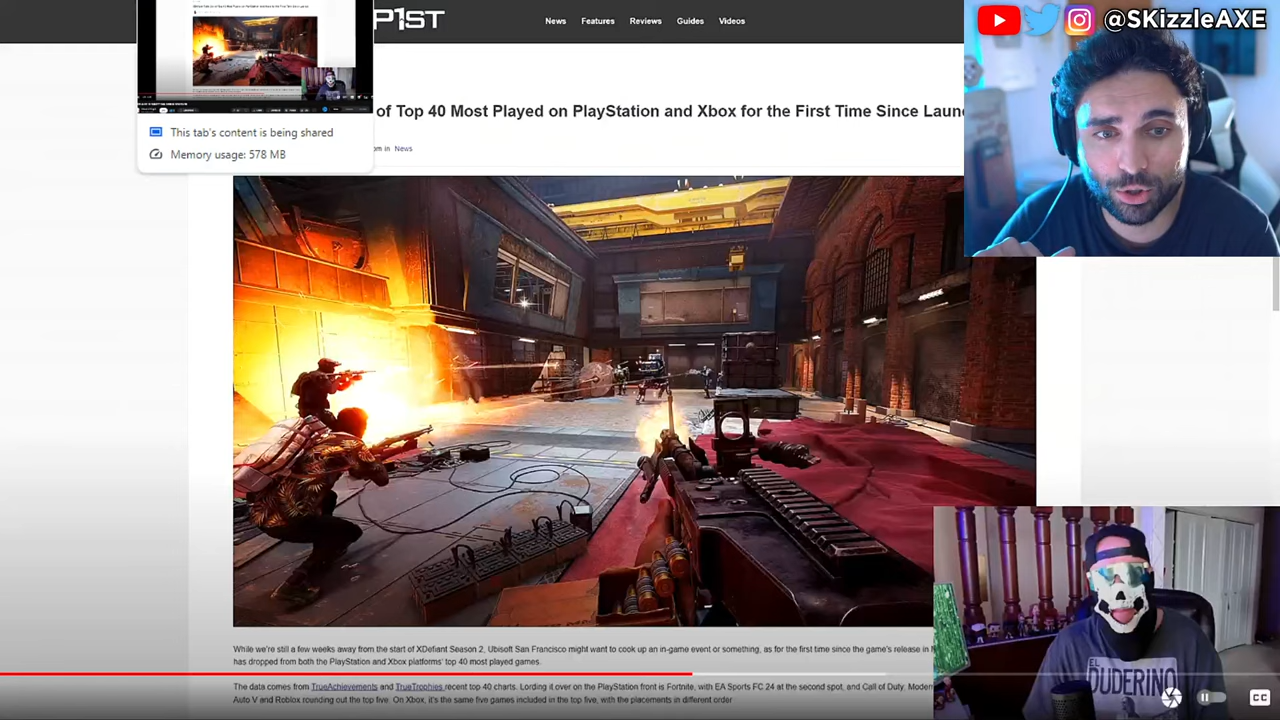 P1ST
News Features Reviews Guides Videos
@SKizzleAXE
of Top 40 Most Played on PlayStation and Xbox for the First Time Since Laun
This tab's content is being shared
Memory usage: 578 MB
om in News
While we're still a few weeks away from the start of XDefiant Season 2, Ubisoft San Francisco might want to cook up an in-game event or something, as for the first time since the game's release in
has dropped from both the PlayStation and Xbox platforms' top 40 most played games.
The data comes from TrueAchievements and TrueTrophies recent top 40 charts. Lording it over on the PlayStation front is Fortnite, with EA Sports FC 24 at the second spot, and Call of Duty: Modern
Auto V and Roblox rounding out the top five. On Xbox, it's the same five games included in the top five, with the placements in different order
EL
DUDERINO
CC